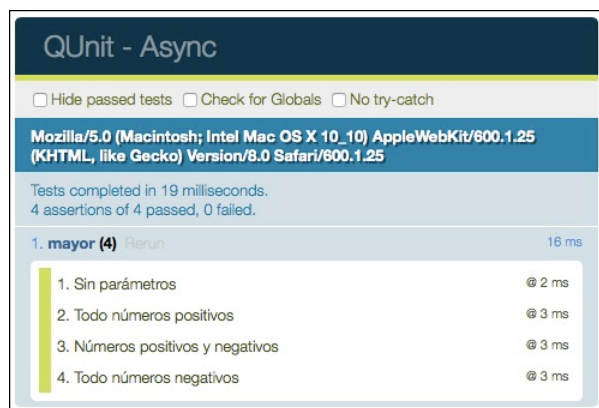 QUnit - Async
Hide passed tests Check for Globals No try-catch
Mozilla/5.0 (Macintosh; Intel Mac OS X 10_10) AppleWebKit/600.1.25
(KHTML, like Gecko) Version/8.0 Safari/600.1.25
Tests completed in 19 milliseconds.
4 assertions of 4 passed, 0 failed.
1. mayor (4) Rerun 16 ms
1. Sin parámetros @ 2 ms
2. Todo números positivos @ 3 ms
3. Números positivos y negativos @ 3 ms
4. Todo números negativos @ 3 ms